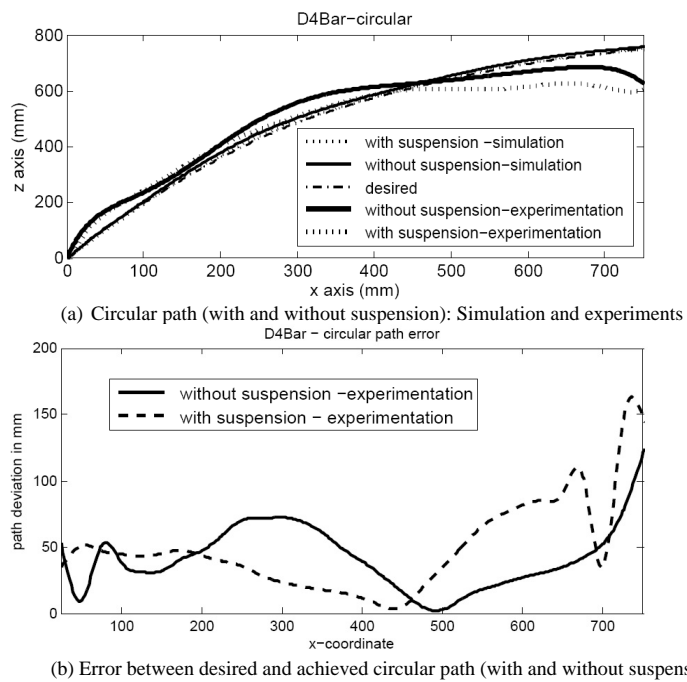 D4Bar-circular
800
600
400
200
0
z axis (mm)
with suspension -simulation
without suspension-simulation
desired
without suspension-experimentation
with suspension-experimentation
0 100 200 300 400 500 600 700
x axis (mm)
(a) Circular path (with and without suspension): Simulation and experiments
D4Bar - circular path error
200
150
100
50
0
path deviation in mm
without suspension -experimentation
with suspension - experimentation
100 200 300 400 500 600 700
x-coordinate
(b) Error between desired and achieved circular path (with and without suspens